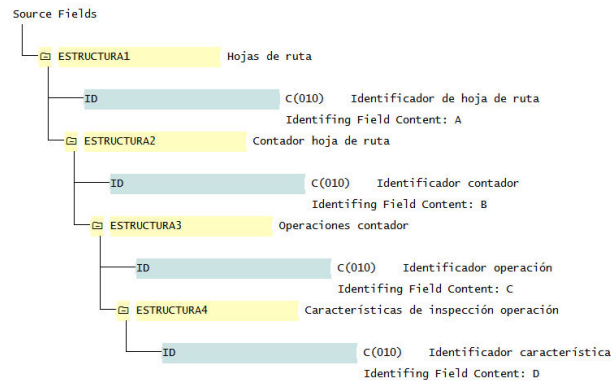 Source Fields
ESTRUCTURA1 Hojas de ruta
ID C(010) Identificador de hoja de ruta
Identifing Field Content: A
ESTRUCTURA2 Contador hoja de ruta
ID C(010) Identificador contador
Identifing Field Content: B
ESTRUCTURA3 Operaciones contador
ID C(010) Identificador operación
Identifing Field Content: C
ESTRUCTURA4 Características de inspección operación
ID C(010) Identificador característica
Identifing Field Content: D